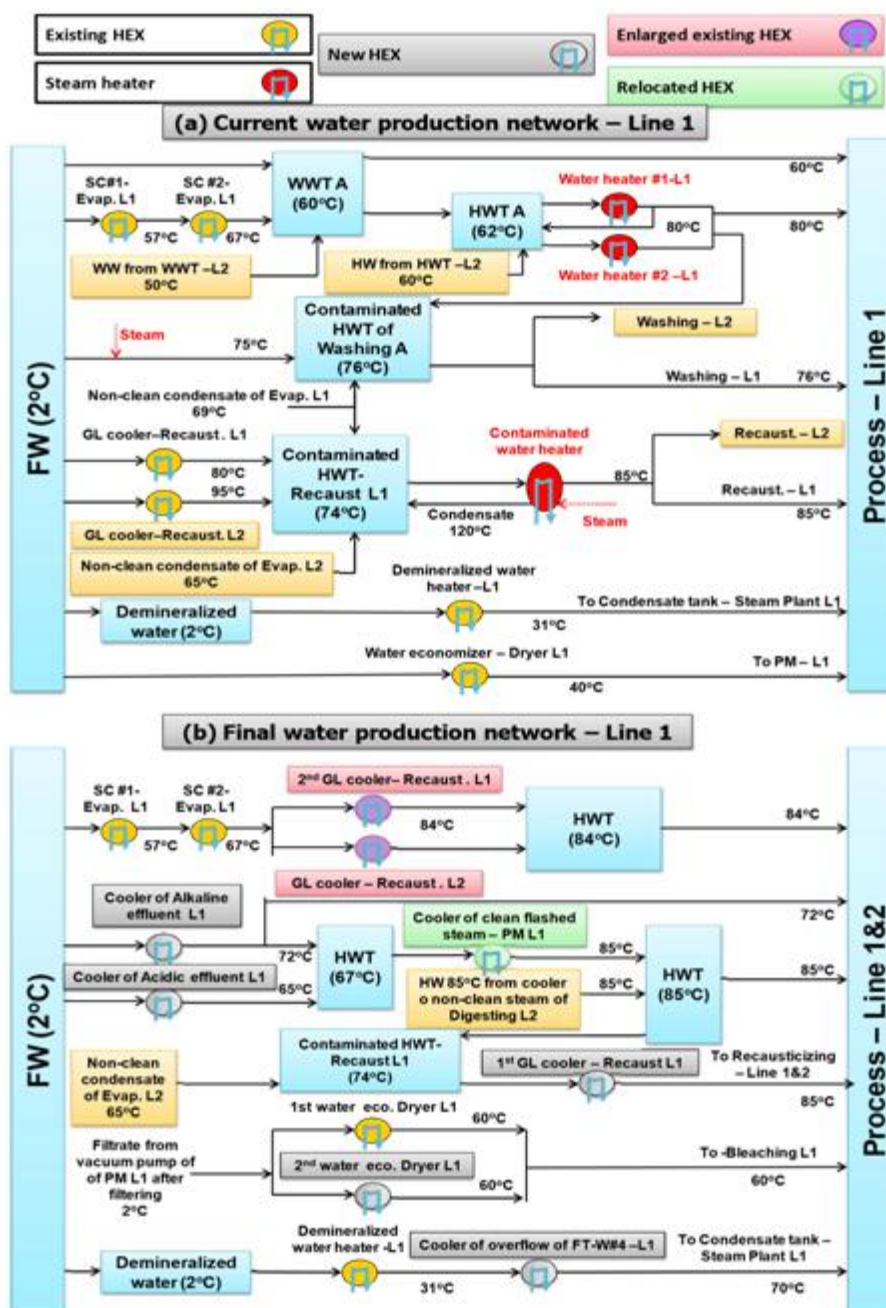 Existing HEX
New HEX
Enlarged existing HEX
Steam heater
Relocated HEX
(a) Current water production network – Line 1
FW (2°C)
Process – Line 1
SC#1-
Evap. L1
SC #2-
Evap. L1
57°C
67°C
WWT A
(60°C)
60°C
WW from WWT –L2
50°C
HWT A
(62°C)
Water heater #1-L1
80°C
80°C
Water heater #2 –L1
HW from HWT –L2
60°C
Contaminated
HWT of
Washing A
(76°C)
Steam
75°C
Washing – L2
Washing – L1
76°C
Non-clean condensate of Evap. L1
69°C
GL cooler–Recaust . L1
80°C
95°C
GL cooler–Recaust. L2
Contaminated
HWT-
Recaust L1
(74°C)
Contaminated
water heater
85°C
Condensate
120°C
Steam
Recaust.– L2
Recaust.– L1
85°C
Non-clean condensate of Evap. L2
65°C
Demineralized
water (2°C)
Demineralized water
heater –L1
31°C
To Condensate tank – Steam Plant L1
Water economizer – Dryer L1
40°C
To PM – L1
(b) Final water production network – Line 1
FW (2°C)
Process – Line 1&2
SC #1-
Evap. L1
SC #2-
Evap. L1
57°C
67°C
2nd GL cooler– Recaust . L1
84°C
GL cooler – Recaust . L2
HWT
(84°C)
84°C
Cooler of Alkaline
effluent L1
72°C
72°C
Cooler of Acidic effluent L1
65°C
HWT
(67°C)
Cooler of clean flashed
steam – PM L1
85°C
HW 85°C from cooler
o non-clean steam of
Digesting L2
85°C
HWT
(85°C)
85°C
Non-clean
condensate
of Evap. L2
65°C
Contaminated HWT-
Recaust L1
(74°C)
1st GL cooler – Recaust L1
To Recausticizing
–Line 1&2
85°C
Filtrate from
vacuum pump of
of PM L1 after
filtering
2°C
1st water eco. Dryer L1
60°C
2nd water eco. Dryer L1
60°C
To -Bleaching L1
60°C
Demineralized
water (2°C)
Demineralized
water heater -L1
31°C
Cooler of overflow of FT-W#4 –L1
To Condensate tank –
Steam Plant L1
70°C